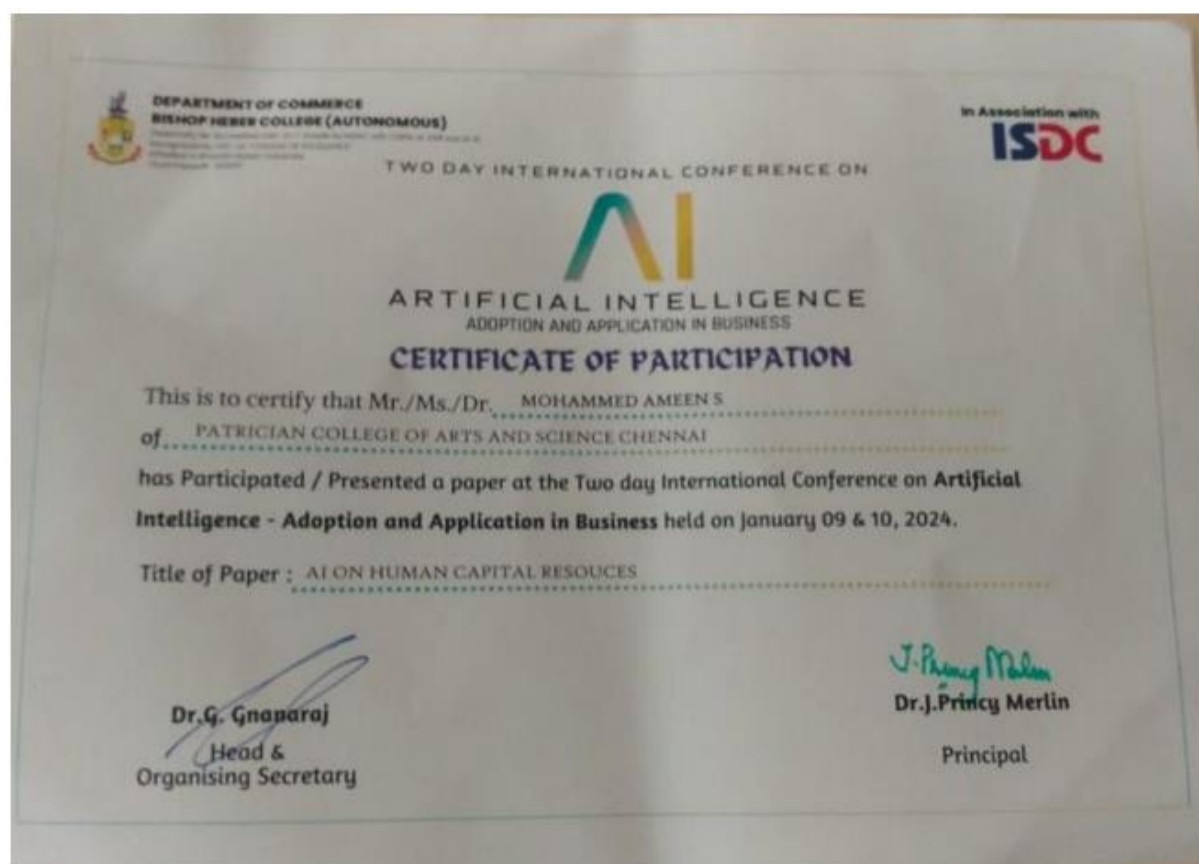 DEPARTMENT OF COMMERCE
BISHOP HEBER COLLEGE (AUTONOMOUS)
In Association with
ISDC
TWO DAY INTERNATIONAL CONFERENCE ON
AI
ARTIFICIAL INTELLIGENCE
ADOPTION AND APPLICATION IN BUSINESS
CERTIFICATE OF PARTICIPATION
This is to certify that Mr./Ms./Dr. MOHAMMED AMEEN S
of PATRICIAN COLLEGE OF ARTS AND SCIENCE CHENNAI
has Participated / Presented a paper at the Two day International Conference on Artificial
Intelligence - Adoption and Application in Business held on January 09 & 10, 2024.
Title of Paper : AI ON HUMAN CAPITAL RESOUCES
J. Princy Merlin
Dr.G. Gnanaraj
Head &
Organising Secretary
Dr.J.Princy Merlin
Principal